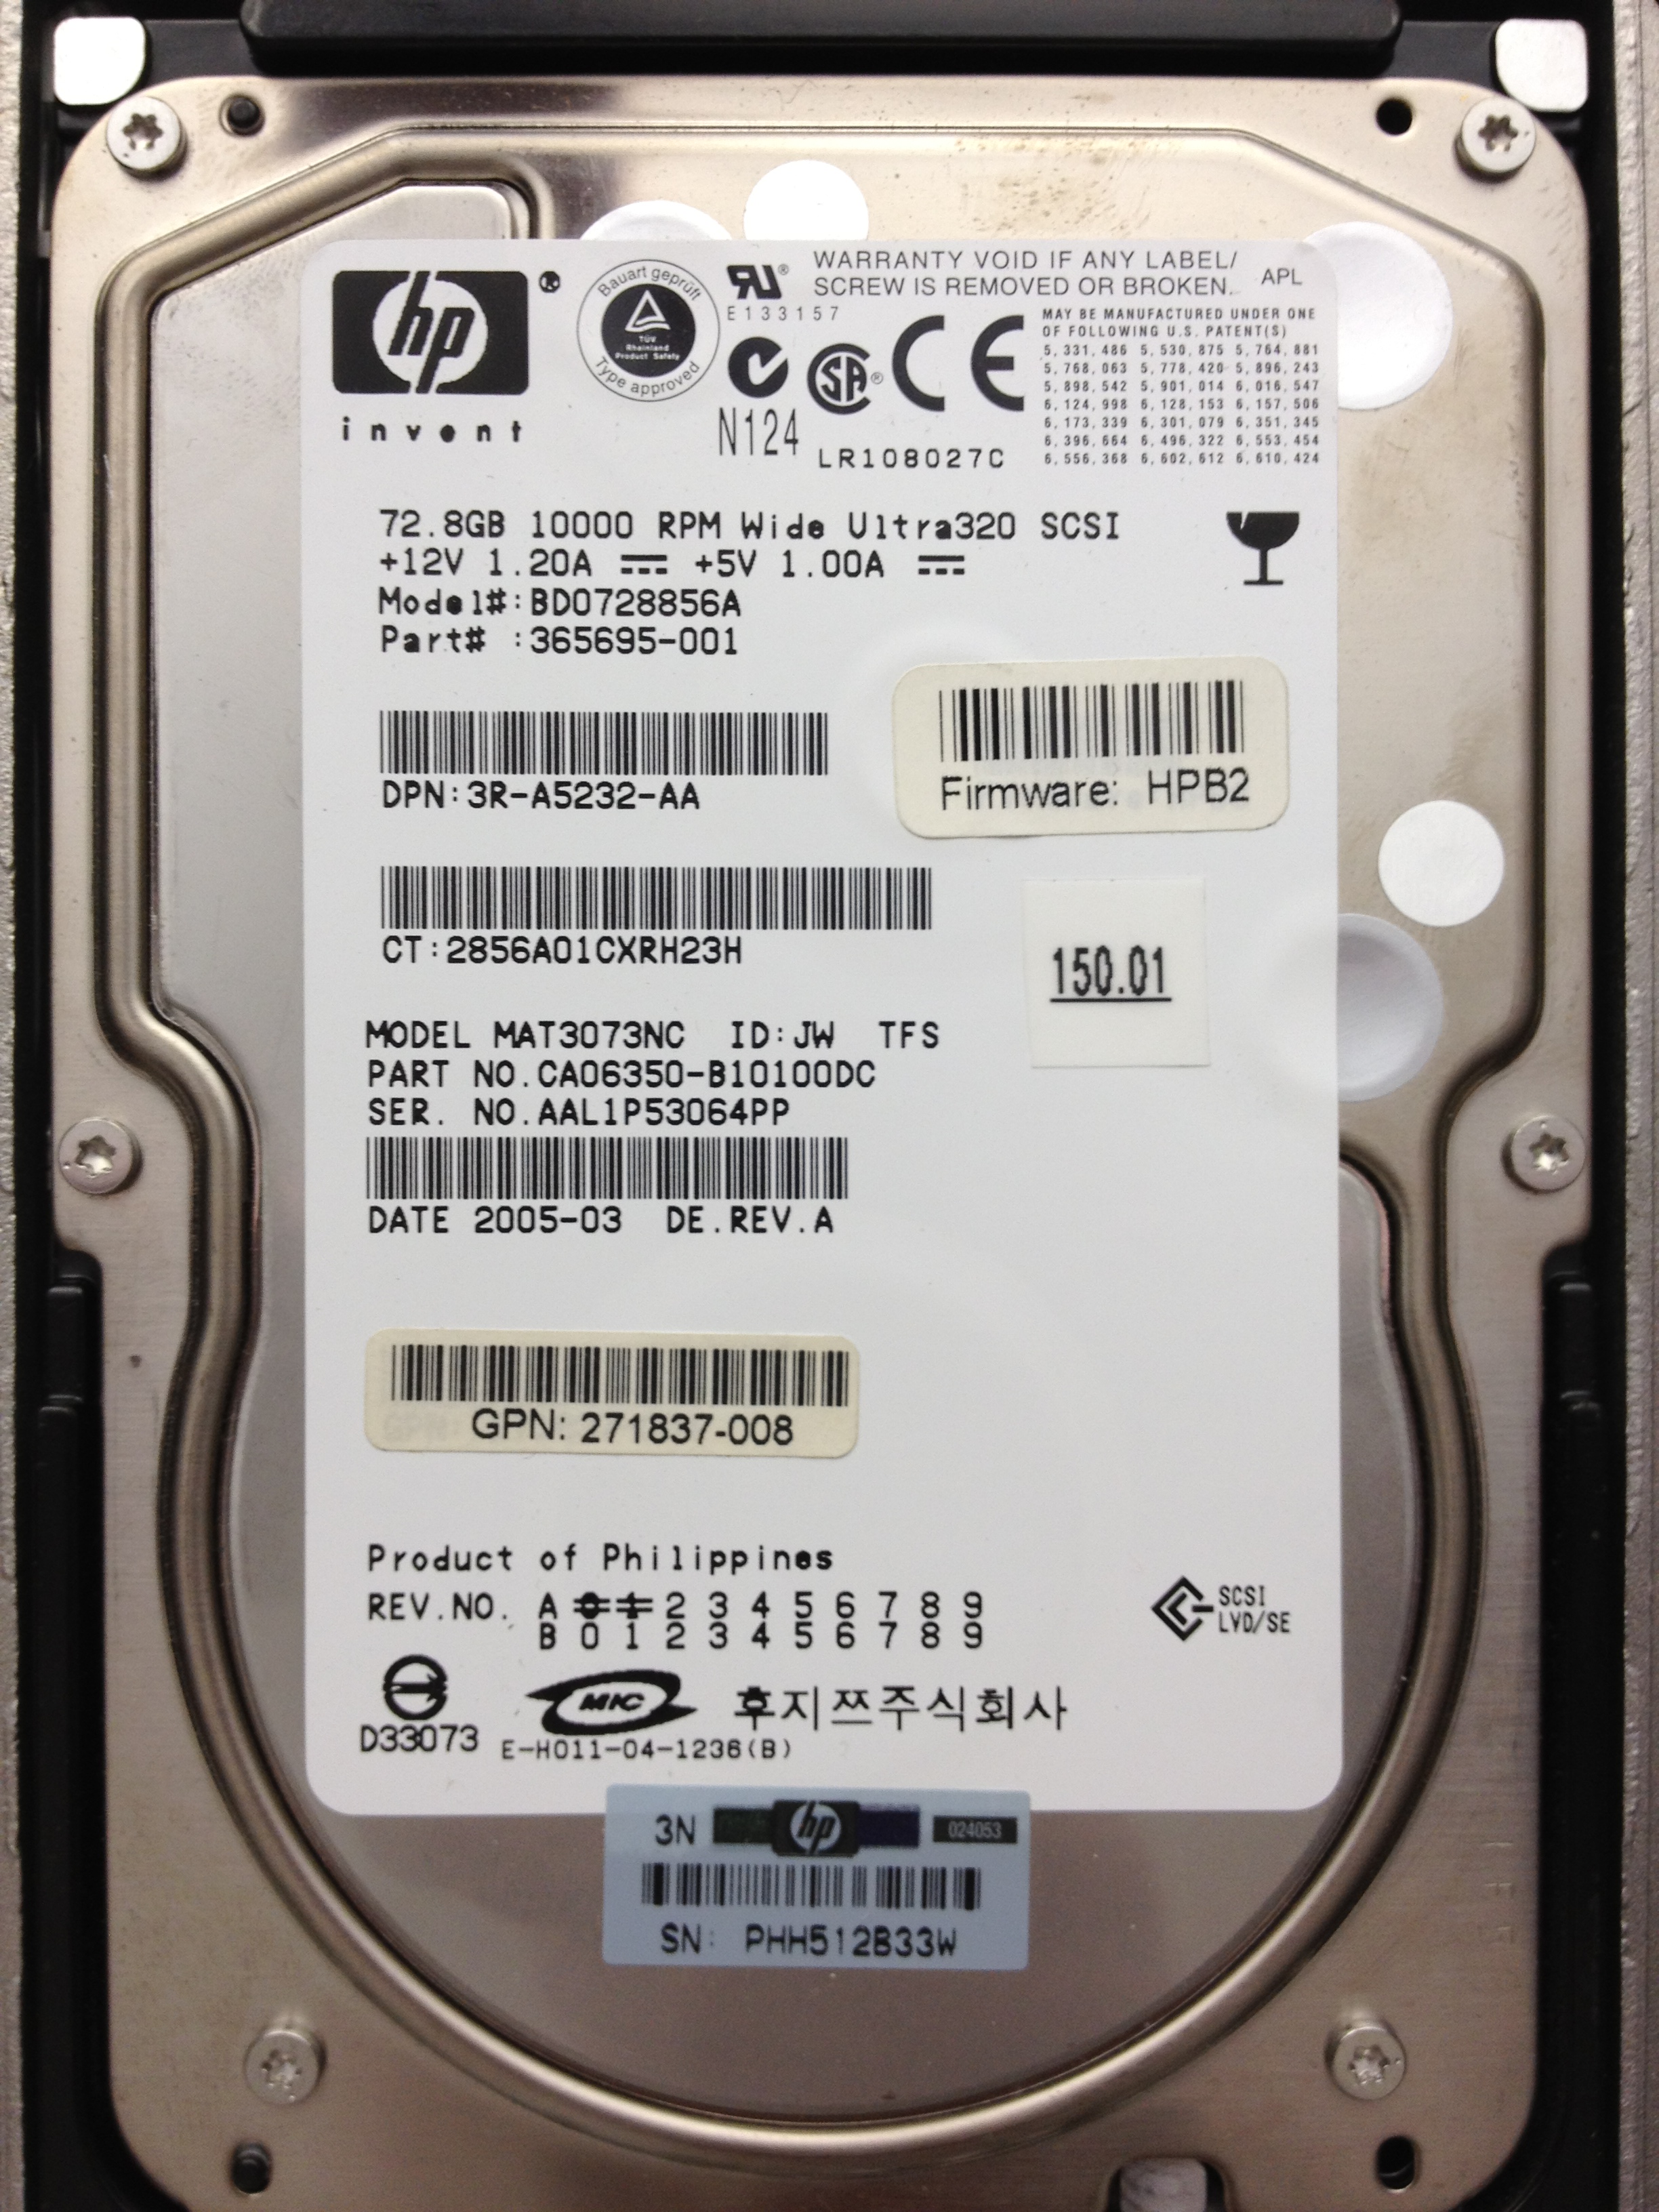 hp ®
invent
Bauart geprüft
TÜV
Rheinland
Product Safety
Type approved
RU ®
E133157
N124
SA ®
CE
LR108027C
WARRANTY VOID IF ANY LABEL/
SCREW IS REMOVED OR BROKEN. APL
MAY BE MANUFACTURED UNDER ONE
OF FOLLOWING U.S. PATENT(S)
5,331,486 5,530,875 5,764,881
5,768,063 5,778,420 5,896,243
5,898,542 5,901,014 6,016,547
6,124,998 6,128,153 6,157,506
6,173,339 6,301,079 6,351,345
6,396,664 6,496,322 6,553,454
6,556,368 6,602,612 6,610,424
72.8GB 10000 RPM Wide Ultra320 SCSI
+12V 1.20A +5V 1.00A
Model#:BD0728856A
Part# :365695-001
DPN:3R-A5232-AA
Firmware: HPB2
CT:2856A01CXRH23H
150.01
MODEL MAT3073NC ID:JW TFS
PART NO.CA06350-B10100DC
SER. NO.AAL1P53064PP
DATE 2005-03 DE.REV.A
GPN: 271837-008
Product of Philippines
REV.NO. A 0 1 2 3 4 5 6 7 8 9
B 0 1 2 3 4 5 6 7 8 9
SCSI
LVD/SE
D33073
MIC
E-H011-04-1236(B)
후지쯔주식회사
3N hp 024053
SN: PHH512B33W